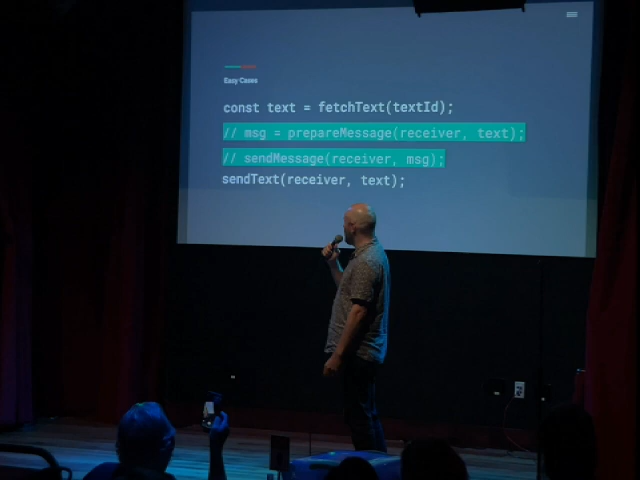 Easy Cases
const text = fetchText(textId);
// msg = prepareMessage(receiver, text);
// sendMessage(receiver, msg);
sendText(receiver, text);